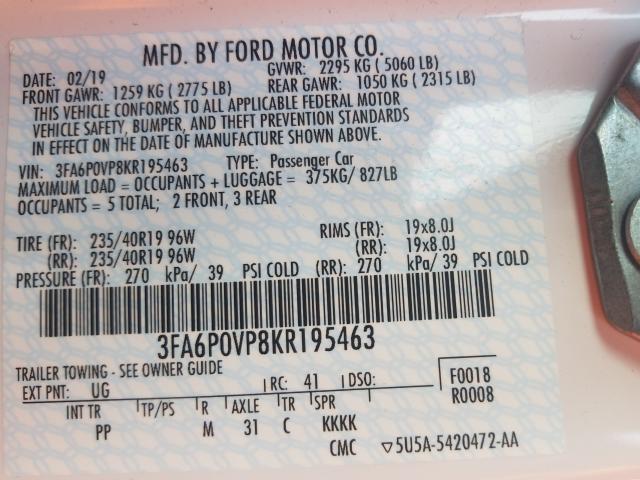 MFD. BY FORD MOTOR CO.
DATE: 02/19 GVWR: 2295 KG ( 5060 LB)
FRONT GAWR: 1259 KG ( 2775 LB) REAR GAWR: 1050 KG ( 2315 LB)
THIS VEHICLE CONFORMS TO ALL APPLICABLE FEDERAL MOTOR
VEHICLE SAFETY, BUMPER, AND THEFT PREVENTION STANDARDS
IN EFFECT ON THE DATE OF MANUFACTURE SHOWN ABOVE.
VIN: 3FA6P0VP8KR195463 TYPE: Passenger Car
MAXIMUM LOAD = OCCUPANTS + LUGGAGE = 375KG/ 827LB
OCCUPANTS = 5 TOTAL; 2 FRONT, 3 REAR
TIRE (FR): 235/40R19 96W RIMS (FR): 19x8.0J
(RR): 235/40R19 96W (RR): 19x8.0J
PRESSURE (FR): 270 kPa/ 39 PSI COLD (RR): 270 kPa/ 39 PSI COLD
3FA6P0VP8KR195463
TRAILER TOWING - SEE OWNER GUIDE
EXT PNT: UG RC: 41 DSO: F0018
R0008
INT TR TP/PS R AXLE TR SPR
PP M 31 C KKKK
CMC ▽5U5A-5420472-AA